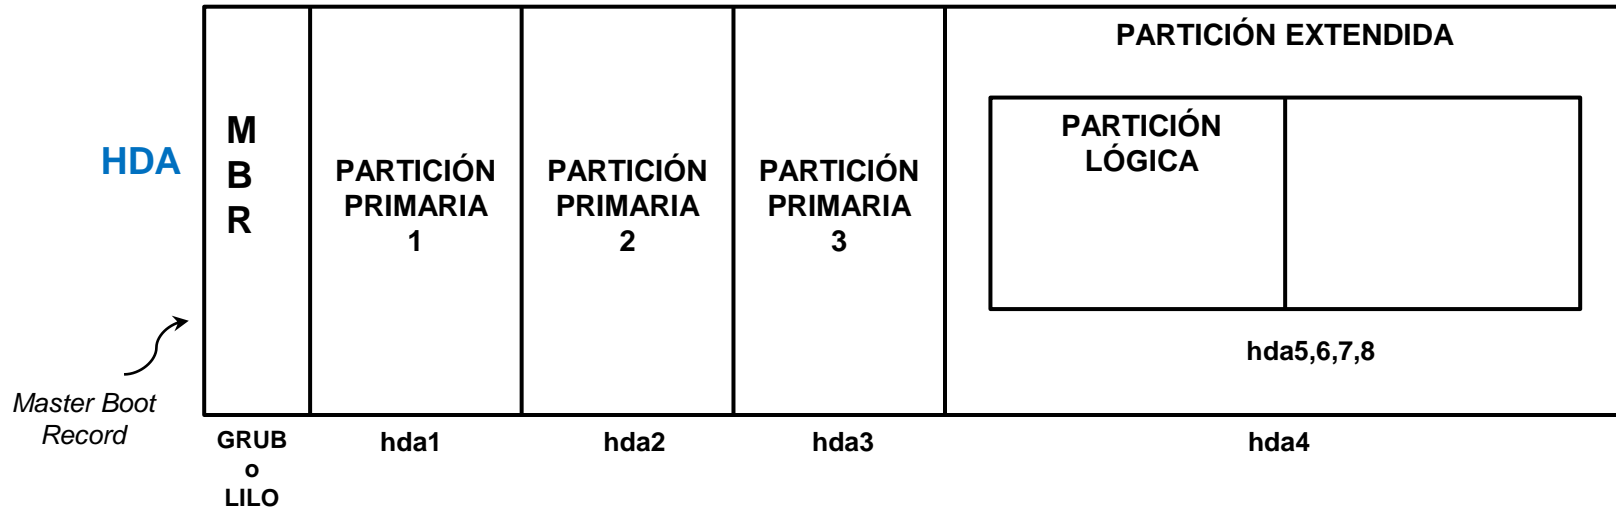 HDA
M
B
R
PARTICIÓN
PRIMARIA
1
PARTICIÓN
PRIMARIA
2
PARTICIÓN
PRIMARIA
3
PARTICIÓN EXTENDIDA
PARTICIÓN
LÓGICA
hda5,6,7,8
Master Boot
Record
GRUB
o
LILO
hda1
hda2
hda3
hda4